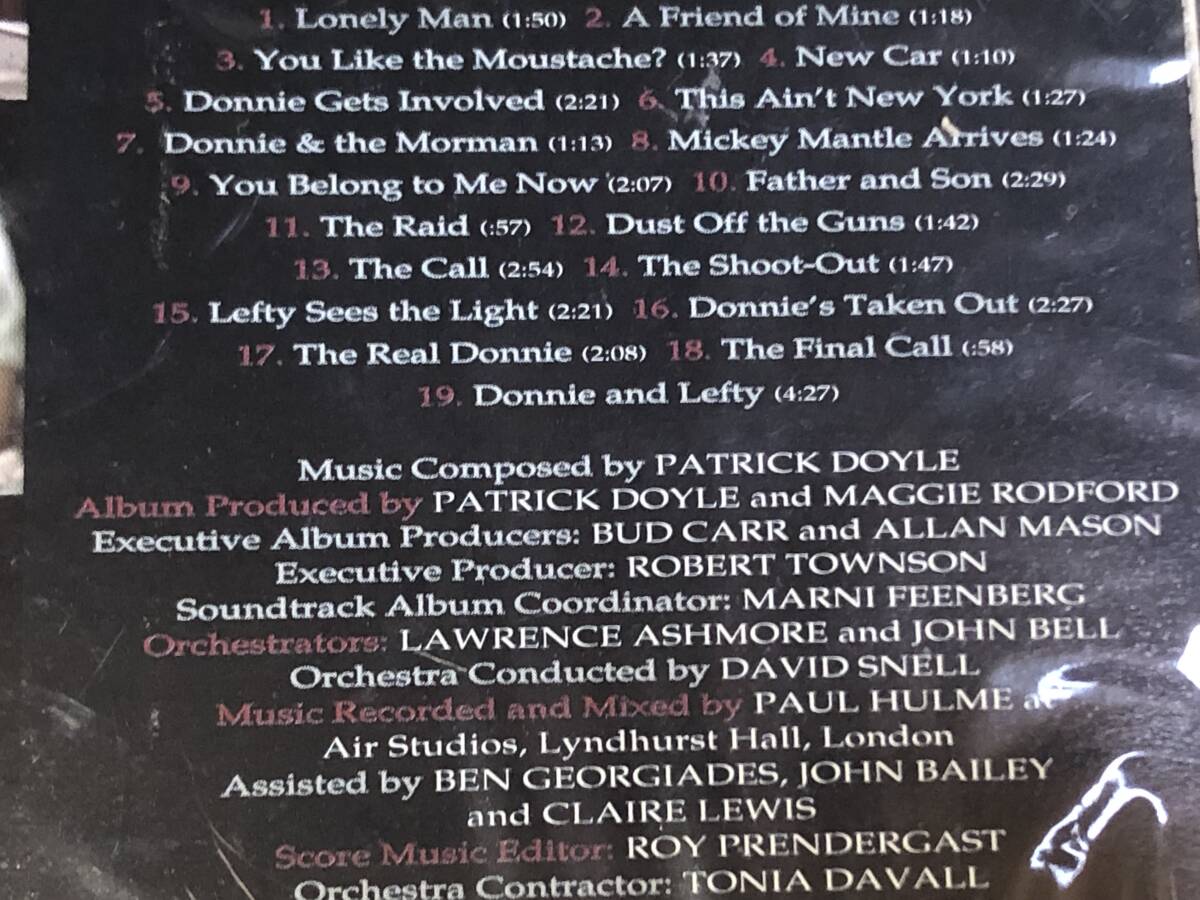 1. Lonely Man (1:50) 2. A Friend of Mine (1:18)
3. You Like the Moustache? (1:37) 4. New Car (1:10)
5. Donnie Gets Involved (2:21) 6. This Ain't New York (1:27)
7. Donnie & the Morman (1:13) 8. Mickey Mantle Arrives (1:24)
9. You Belong to Me Now (2:07) 10. Father and Son (2:29)
11. The Raid (:57) 12. Dust Off the Guns (1:42)
13. The Call (2:54) 14. The Shoot-Out (1:47)
15. Lefty Sees the Light (2:21) 16. Donnie's Taken Out (2:27)
17. The Real Donnie (2:08) 18. The Final Call (:58)
19. Donnie and Lefty (4:27)
Music Composed by PATRICK DOYLE
Album Produced by PATRICK DOYLE and MAGGIE RODFORD
Executive Album Producers: BUD CARR and ALLAN MASON
Executive Producer: ROBERT TOWNSON
Soundtrack Album Coordinator: MARNI FEENBERG
Orchestrators: LAWRENCE ASHMORE and JOHN BELL
Orchestra Conducted by DAVID SNELL
Music Recorded and Mixed by PAUL HULME at
Air Studios, Lyndhurst Hall, London
Assisted by BEN GEORGIADES, JOHN BAILEY
and CLAIRE LEWIS
Score Music Editor: ROY PRENDERGAST
Orchestra Contractor: TONIA DAVALL